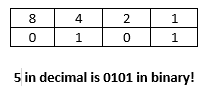 8 4 2 1
0 1 0 1
5 in decimal is 0101 in binary!